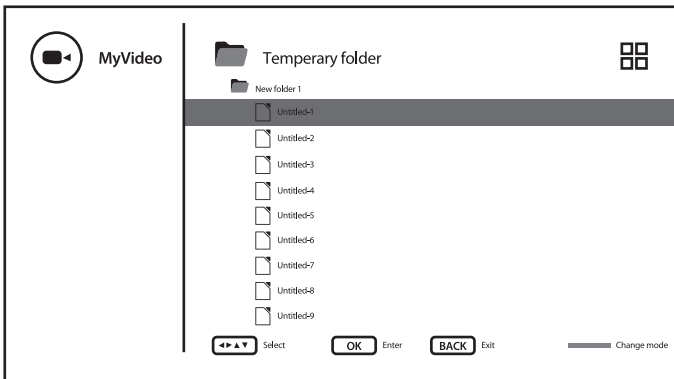 MyVideo
Temperary folder
New folder 1
Untitled-1
Untitled-2
Untitled-3
Untitled-4
Untitled-5
Untitled-6
Untitled-7
Untitled-8
Untitled-9
Select OK Enter BACK Exit Change mode